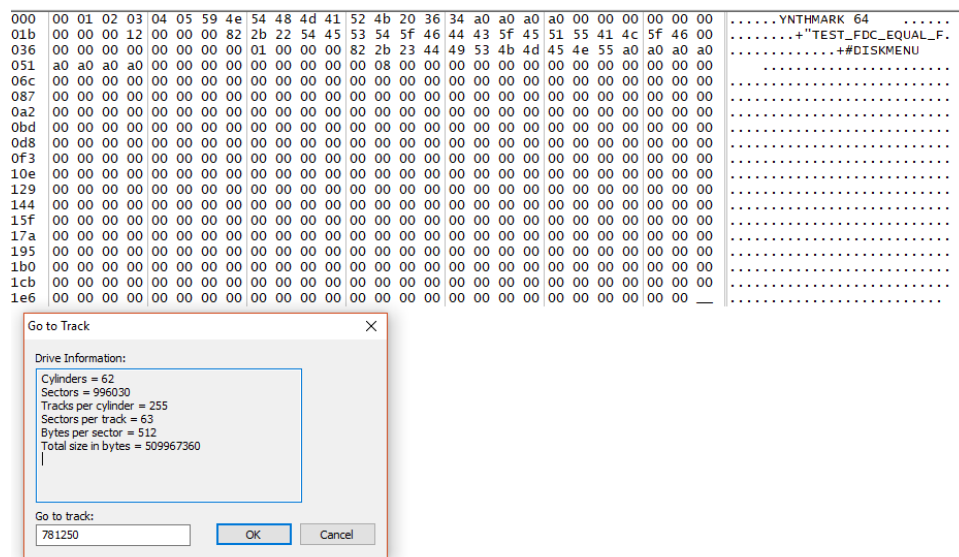 000 00 01 02 03 04 05 59 4e 54 48 4d 41 52 4b 20 36 34 a0 a0 a0 a0 00 00 00 00 00 00 ......YNTHMARK 64    ......
01b 00 00 00 12 00 00 00 82 2b 22 54 45 53 54 5f 46 44 43 5f 45 51 55 41 4c 5f 46 00 ........+"TEST_FDC_EQUAL_F.
036 00 00 00 00 00 00 00 00 01 00 00 00 82 2b 23 44 49 53 4b 4d 45 4e 55 a0 a0 a0 a0 .............+#DISKMENU
051 a0 a0 a0 a0 00 00 00 00 00 00 00 00 00 08 00 00 00 00 00 00 00 00 00 00 00 00 00 .......................
06c 00 00 00 00 00 00 00 00 00 00 00 00 00 00 00 00 00 00 00 00 00 00 00 00 00 00 00 ...........................
087 00 00 00 00 00 00 00 00 00 00 00 00 00 00 00 00 00 00 00 00 00 00 00 00 00 00 00 ...........................
0a2 00 00 00 00 00 00 00 00 00 00 00 00 00 00 00 00 00 00 00 00 00 00 00 00 00 00 00 ...........................
0bd 00 00 00 00 00 00 00 00 00 00 00 00 00 00 00 00 00 00 00 00 00 00 00 00 00 00 00 ...........................
0d8 00 00 00 00 00 00 00 00 00 00 00 00 00 00 00 00 00 00 00 00 00 00 00 00 00 00 00 ...........................
0f3 00 00 00 00 00 00 00 00 00 00 00 00 00 00 00 00 00 00 00 00 00 00 00 00 00 00 00 ...........................
10e 00 00 00 00 00 00 00 00 00 00 00 00 00 00 00 00 00 00 00 00 00 00 00 00 00 00 00 ...........................
129 00 00 00 00 00 00 00 00 00 00 00 00 00 00 00 00 00 00 00 00 00 00 00 00 00 00 00 ...........................
144 00 00 00 00 00 00 00 00 00 00 00 00 00 00 00 00 00 00 00 00 00 00 00 00 00 00 00 ...........................
15f 00 00 00 00 00 00 00 00 00 00 00 00 00 00 00 00 00 00 00 00 00 00 00 00 00 00 00 ...........................
17a 00 00 00 00 00 00 00 00 00 00 00 00 00 00 00 00 00 00 00 00 00 00 00 00 00 00 00 ...........................
195 00 00 00 00 00 00 00 00 00 00 00 00 00 00 00 00 00 00 00 00 00 00 00 00 00 00 00 ...........................
1b0 00 00 00 00 00 00 00 00 00 00 00 00 00 00 00 00 00 00 00 00 00 00 00 00 00 00 00 ...........................
1cb 00 00 00 00 00 00 00 00 00 00 00 00 00 00 00 00 00 00 00 00 00 00 00 00 00 00 00 ...........................
1e6 00 00 00 00 00 00 00 00 00 00 00 00 00 00 00 00 00 00 00 00 00 00 00 00 00 00 __ ..........................
Go to Track
Drive Information:
Cylinders = 62
Sectors = 996030
Tracks per cylinder = 255
Sectors per track = 63
Bytes per sector = 512
Total size in bytes = 509967360
Go to track:
781250
OK Cancel